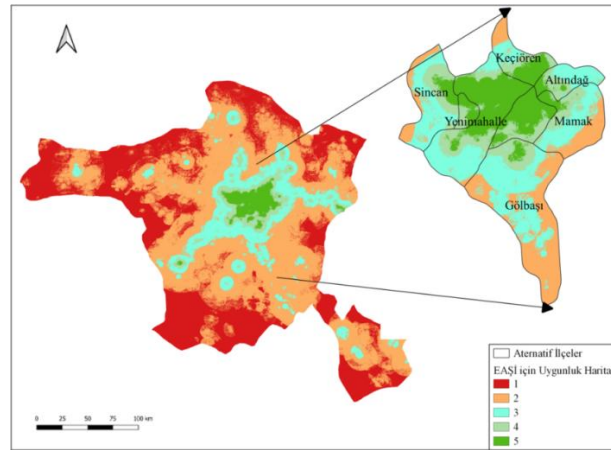 Keçiören
Altındağ
Sincan
Yenimahalle
Mamak
Gölbaşı
Aternatif İlçeler
EAŞİ için Uygunluk Harita
1
2
3
4
5
0 25 50 75 100 km